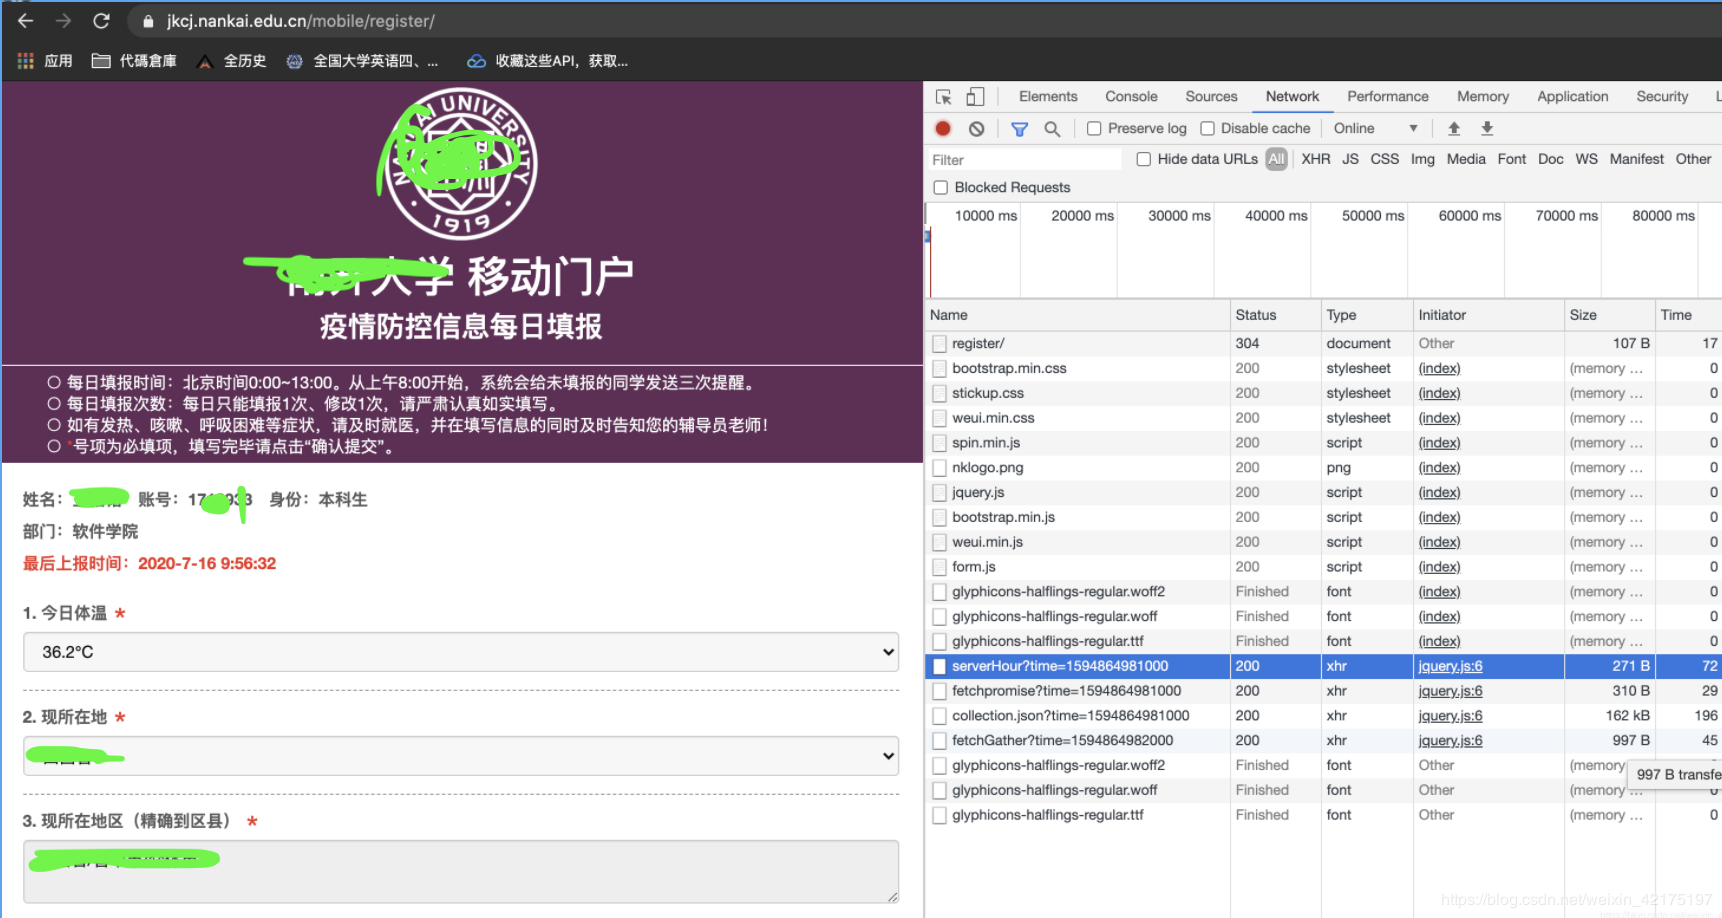 jkcj.nankai.edu.cn/mobile/register/
应用 代碼倉庫 全历史 全国大学英语四、... 收藏这些API，获取...
UNIVERSITY
1919
大学 移动门户
疫情防控信息每日填报
每日填报时间：北京时间0:00~13:00。从上午8:00开始，系统会给未填报的同学发送三次提醒。
每日填报次数：每日只能填报1次、修改1次，请严肃认真如实填写。
如有发热、咳嗽、呼吸困难等症状，请及时就医，并在填写信息的同时及时告知您的辅导员老师！
*号项为必填项，填写完毕请点击“确认提交”。
姓名： 账号： 身份：本科生
部门：软件学院
最后上报时间：2020-7-16 9:56:32
1. 今日体温 *
36.2°C
2. 现所在地 *
3. 现所在地区（精确到区县） *
Elements Console Sources Network Performance Memory Application Security
Preserve log Disable cache Online
Filter Hide data URLs All XHR JS CSS Img Media Font Doc WS Manifest Other
Blocked Requests
10000 ms 20000 ms 30000 ms 40000 ms 50000 ms 60000 ms 70000 ms 80000 ms
Name Status Type Initiator Size Time
register/ 304 document Other 107 B 17
bootstrap.min.css 200 stylesheet (index) (memory ... 0
stickup.css 200 stylesheet (index) (memory ... 0
weui.min.css 200 stylesheet (index) (memory ... 0
spin.min.js 200 script (index) (memory ... 0
nklogo.png 200 png (index) (memory ... 0
jquery.js 200 script (index) (memory ... 0
bootstrap.min.js 200 script (index) (memory ... 0
weui.min.js 200 script (index) (memory ... 0
form.js 200 script (index) (memory ... 0
glyphicons-halflings-regular.woff2 Finished font (index) (memory ... 0
glyphicons-halflings-regular.woff Finished font (index) (memory ... 0
glyphicons-halflings-regular.ttf Finished font (index) (memory ... 0
serverHour?time=1594864981000 200 xhr jquery.js:6 271 B 72
fetchpromise?time=1594864981000 200 xhr jquery.js:6 310 B 29
collection.json?time=1594864981000 200 xhr jquery.js:6 162 kB 196
fetchGather?time=1594864982000 200 xhr jquery.js:6 997 B 45
glyphicons-halflings-regular.woff2 Finished font Other (memory
997 B transfe
glyphicons-halflings-regular.woff Finished font Other (memory ... 0
glyphicons-halflings-regular.ttf Finished font Other (memory ... 0
https://blog.csdn.net/weixin_42175197